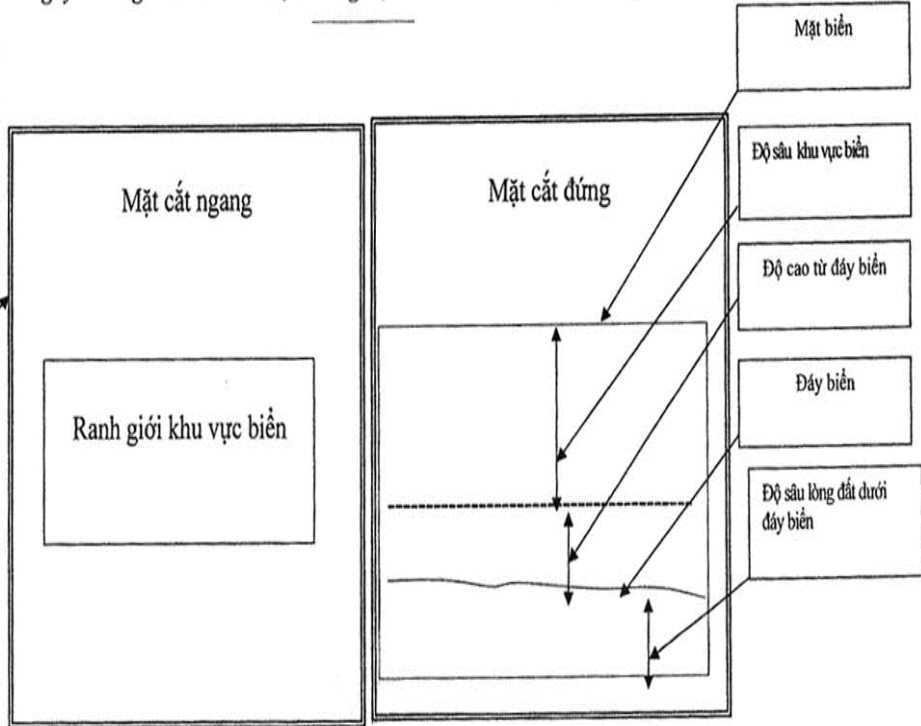 Mặt cắt ngang
Ranh giới khu vực biển
Mặt cắt đứng
Mặt biển
Độ sâu khu vực biển
Độ cao từ đáy biển
Đáy biển
Độ sâu lòng đất dưới
đáy biển